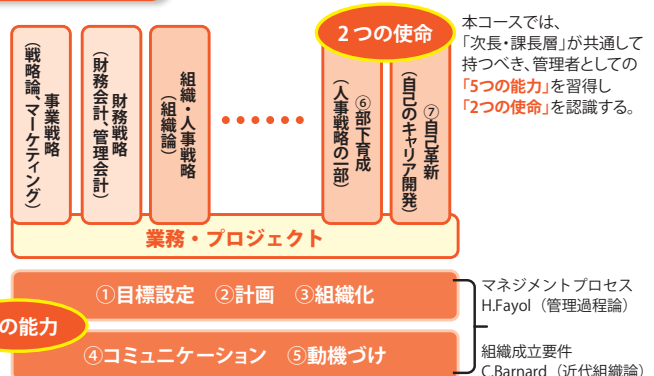 2つの使命
本コースでは、
「次長・課長層」が共通して
持つべき、管理者としての
「5つの能力」を習得し
「2つの使命」を認識する。
事業戦略
(戦略論、マーケティング)
財務戦略
(財務会計、管理会計)
組織・人事戦略
(組織論)
⑥部下育成
(人事戦略の一部)
⑦自己革新
(自己のキャリア開発)
業務・プロジェクト
①目標設定 ②計画 ③組織化
の能力
④コミュニケーション ⑤動機づけ
マネジメントプロセス
H.Fayol(管理過程論)
組織成立要件
C.Barnard(近代組織論)